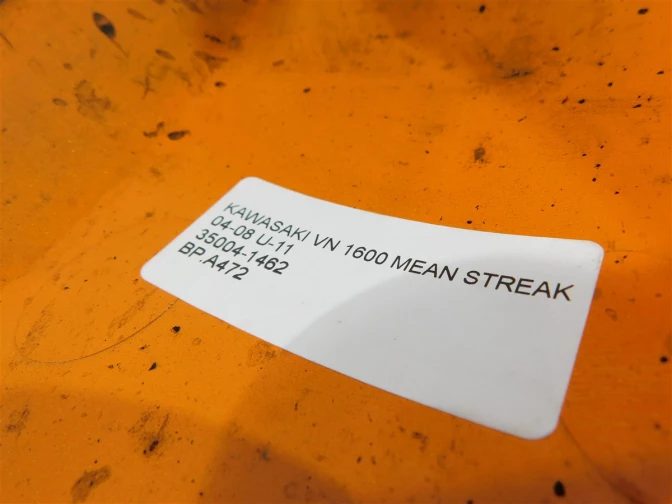 KAWASAKI VN 1600 MEAN STREAK
04-08 U-11
35004-1462
BP.A472